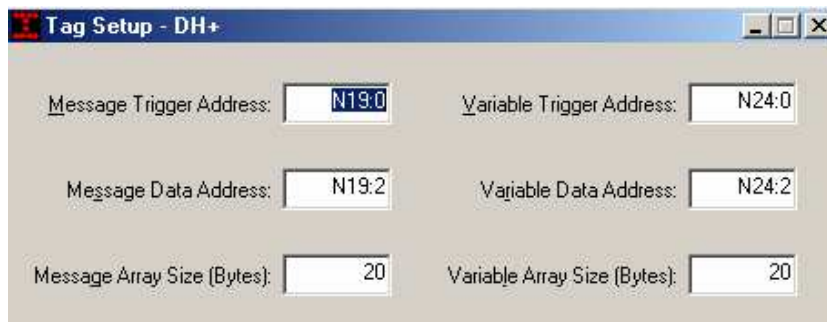 Tag Setup - DH+
Message Trigger Address: N19:0 Variable Trigger Address: N24:0
Message Data Address: N19:2 Variable Data Address: N24:2
Message Array Size (Bytes): 20 Variable Array Size (Bytes): 20